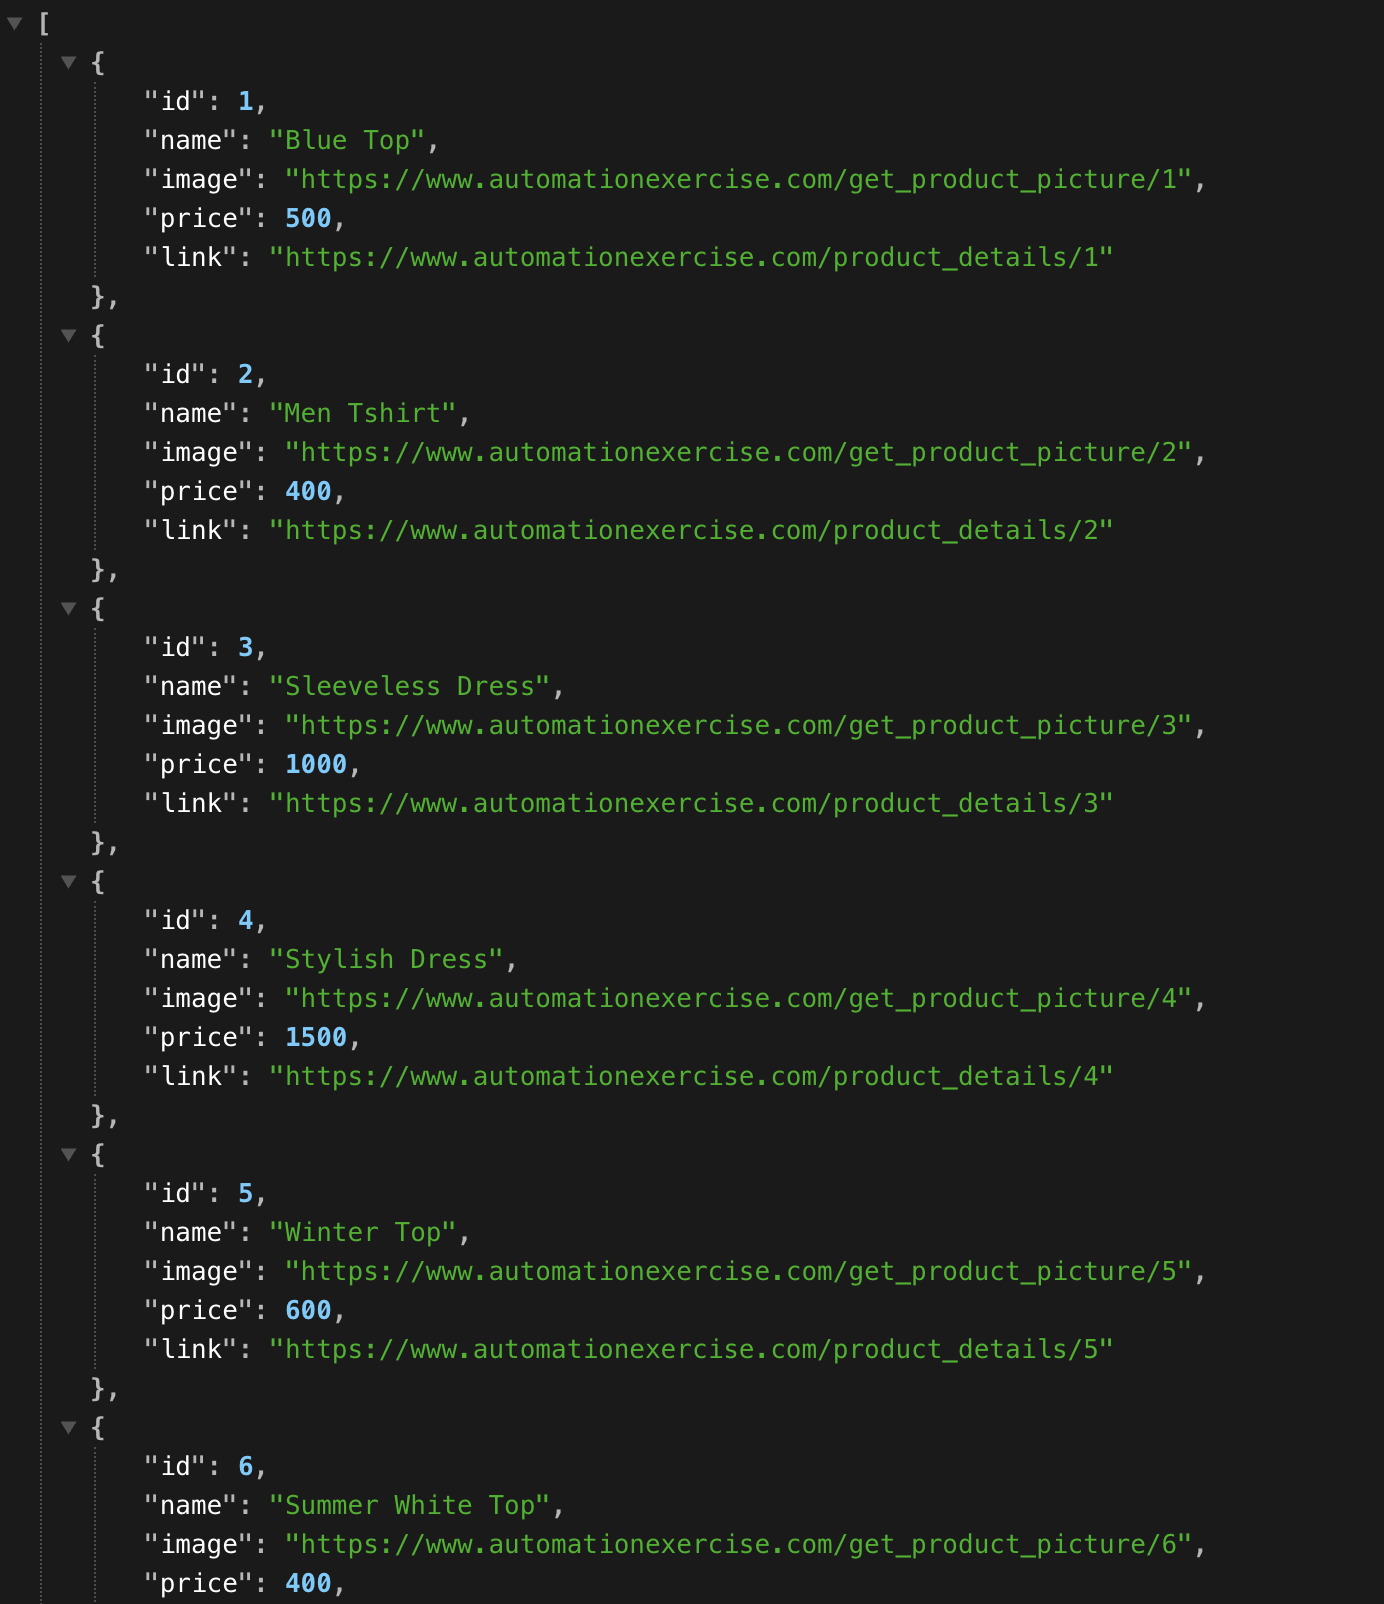 [
{
"id": 1,
"name": "Blue Top",
"image": "https://www.automationexercise.com/get_product_picture/1",
"price": 500,
"link": "https://www.automationexercise.com/product_details/1"
},
{
"id": 2,
"name": "Men Tshirt",
"image": "https://www.automationexercise.com/get_product_picture/2",
"price": 400,
"link": "https://www.automationexercise.com/product_details/2"
},
{
"id": 3,
"name": "Sleeveless Dress",
"image": "https://www.automationexercise.com/get_product_picture/3",
"price": 1000,
"link": "https://www.automationexercise.com/product_details/3"
},
{
"id": 4,
"name": "Stylish Dress",
"image": "https://www.automationexercise.com/get_product_picture/4",
"price": 1500,
"link": "https://www.automationexercise.com/product_details/4"
},
{
"id": 5,
"name": "Winter Top",
"image": "https://www.automationexercise.com/get_product_picture/5",
"price": 600,
"link": "https://www.automationexercise.com/product_details/5"
},
{
"id": 6,
"name": "Summer White Top",
"image": "https://www.automationexercise.com/get_product_picture/6",
"price": 400,